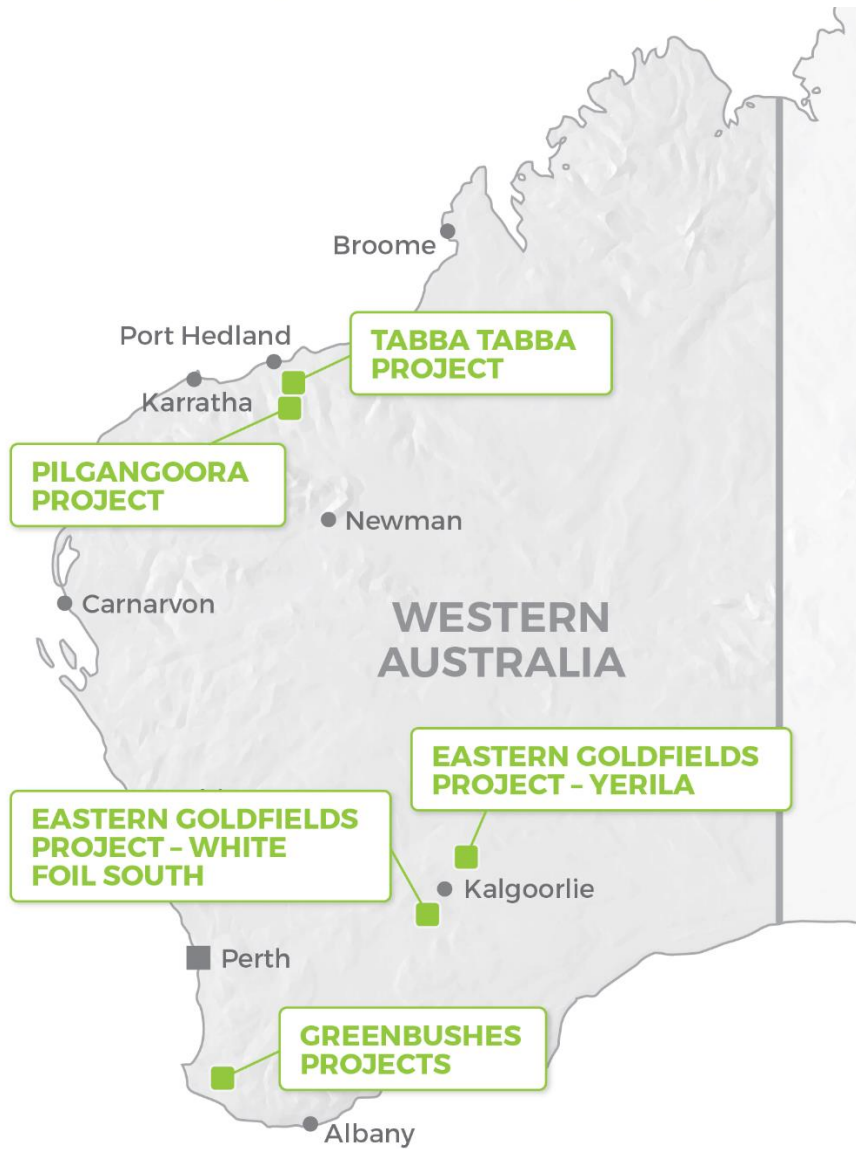 Broome
Port Hedland
TABBA TABBA
PROJECT
Karratha
PILGANGOORA
PROJECT
Newman
Carnarvon
WESTERN
AUSTRALIA
EASTERN GOLDFIELDS
PROJECT – YERILA
EASTERN GOLDFIELDS
PROJECT – WHITE
FOIL SOUTH
Kalgoorlie
Perth
GREENBUSHES
PROJECTS
Albany